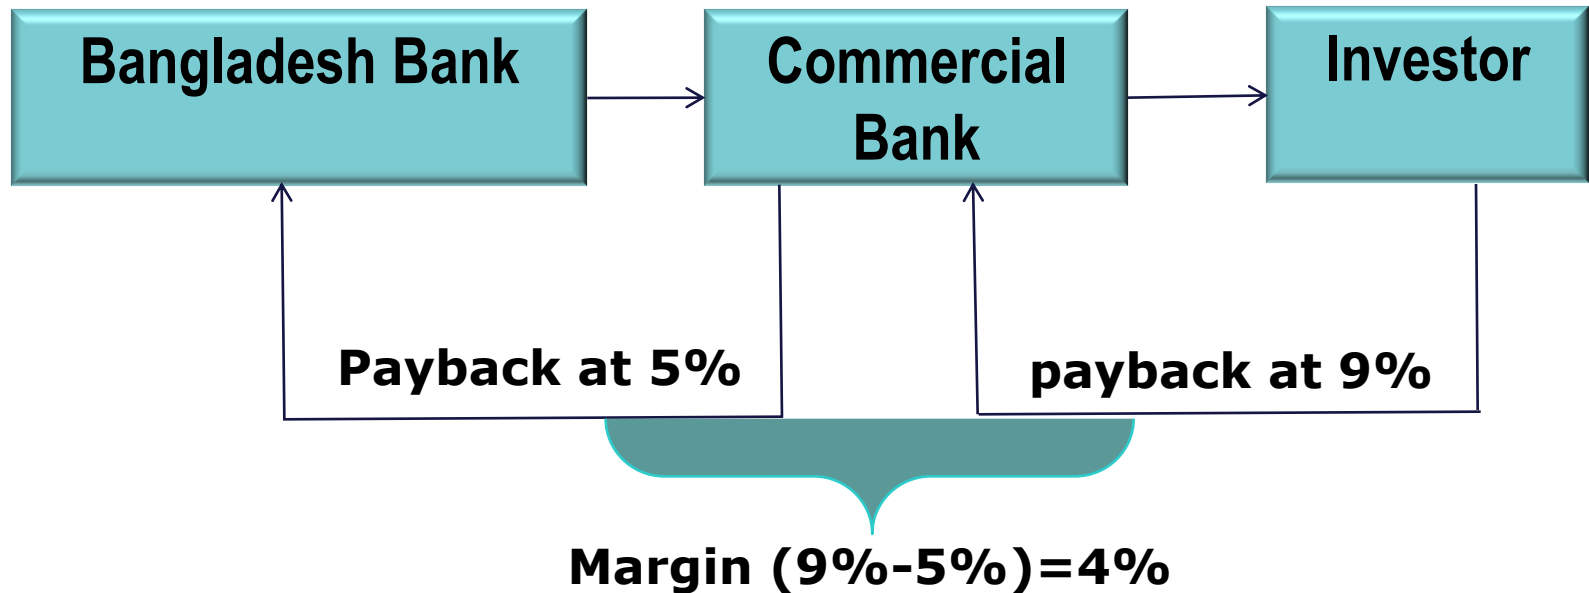 Bangladesh Bank
Commercial
Bank
Investor
Payback at 5%
payback at 9%
Margin (9%-5%)=4%